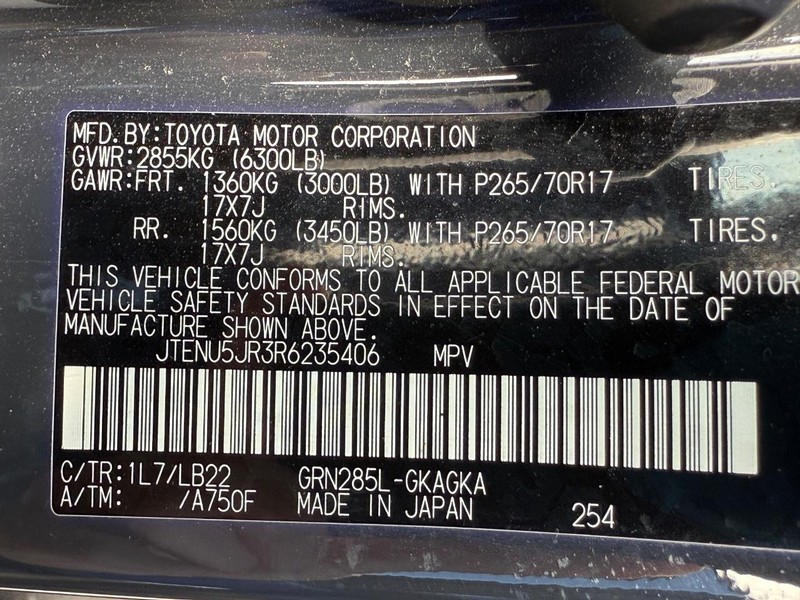 MFD. BY: TOYOTA MOTOR CORPORATION
GVWR: 2855KG (6300LB)
GAWR: FRT. 1360KG (3000LB) WITH P265/70R17 TIRES.
17X7J RIMS.
RR. 1560KG (3450LB) WITH P265/70R17 TIRES.
17X7J RIMS.
THIS VEHICLE CONFORMS TO ALL APPLICABLE FEDERAL MOTOR
VEHICLE SAFETY STANDARDS IN EFFECT ON THE DATE OF
MANUFACTURE SHOWN ABOVE.
JTENU5JR3R6235406 MPV
C/TR: 1L7/LB22 GRN285L-GKAGKA
A/TM: /A750F MADE IN JAPAN 254